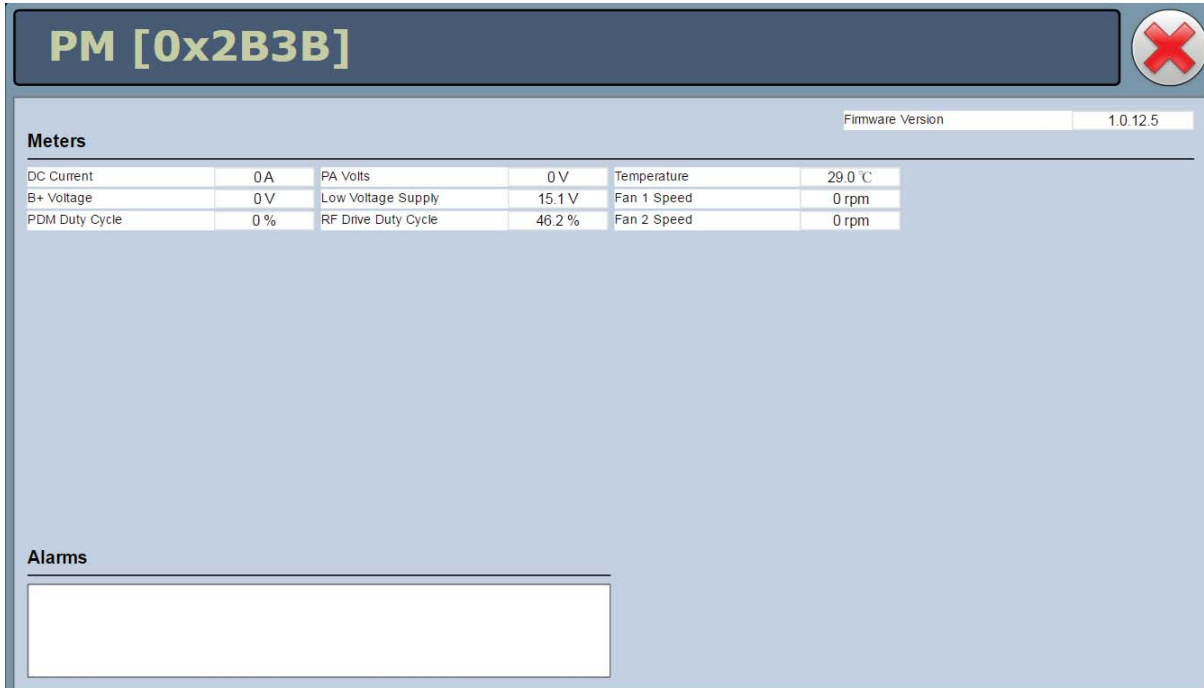 PM [0x2B3B]
Firmware Version 1.0.12.5
Meters
DC Current 0 A PA Volts 0 V Temperature 29.0 ℃
B+ Voltage 0 V Low Voltage Supply 15.1 V Fan 1 Speed 0 rpm
PDM Duty Cycle 0 % RF Drive Duty Cycle 46.2 % Fan 2 Speed 0 rpm
Alarms